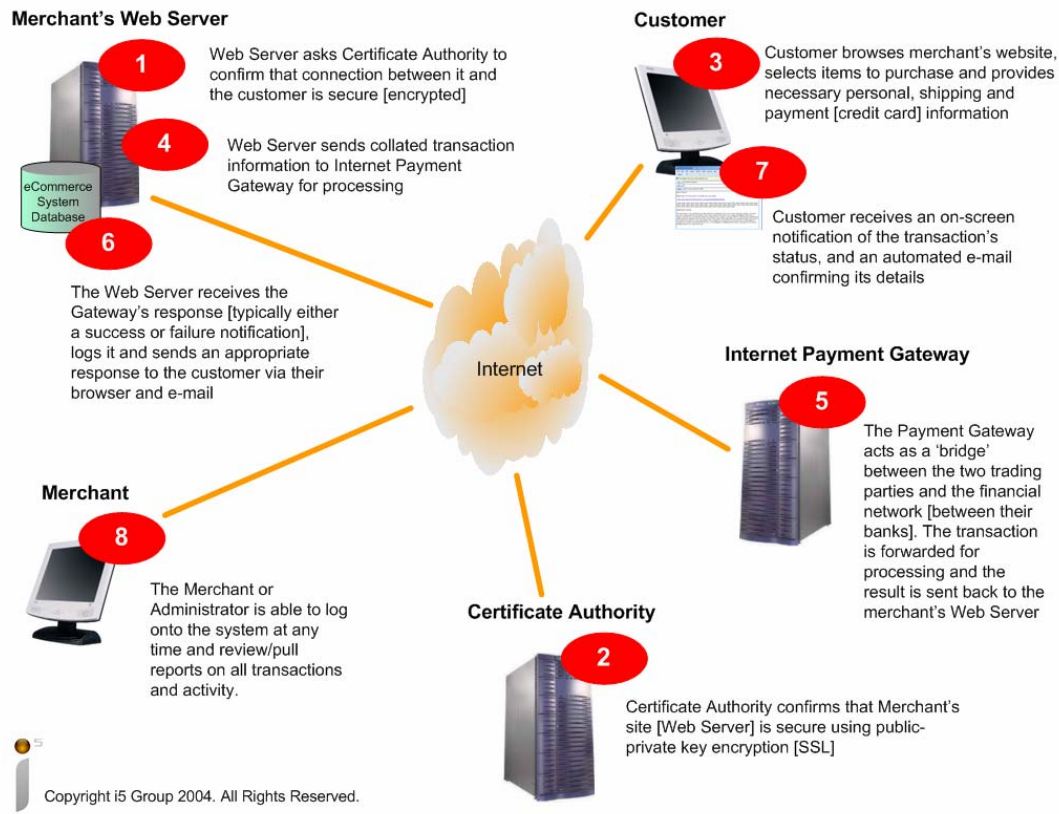 Merchant's Web Server
1
Web Server asks Certificate Authority to
confirm that connection between it and
the customer is secure [encrypted]
4
Web Server sends collated transaction
information to Internet Payment
Gateway for processing
eCommerce
System
Database
6
The Web Server receives the
Gateway's response [typically either
a success or failure notification],
logs it and sends an appropriate
response to the customer via their
browser and e-mail
Customer
3
Customer browses merchant's website,
selects items to purchase and provides
necessary personal, shipping and
payment [credit card] information
7
Customer receives an on-screen
notification of the transaction's
status, and an automated e-mail
confirming its details
Internet
Internet Payment Gateway
5
The Payment Gateway
acts as a 'bridge'
between the two trading
parties and the financial
network [between their
banks]. The transaction
is forwarded for
processing and the
result is sent back to the
merchant's Web Server
Merchant
8
The Merchant or
Administrator is able to log
onto the system at any
time and review/pull
reports on all transactions
and activity.
Certificate Authority
2
Certificate Authority confirms that Merchant's
site [Web Server] is secure using public-
private key encryption [SSL]
i5
Copyright i5 Group 2004. All Rights Reserved.